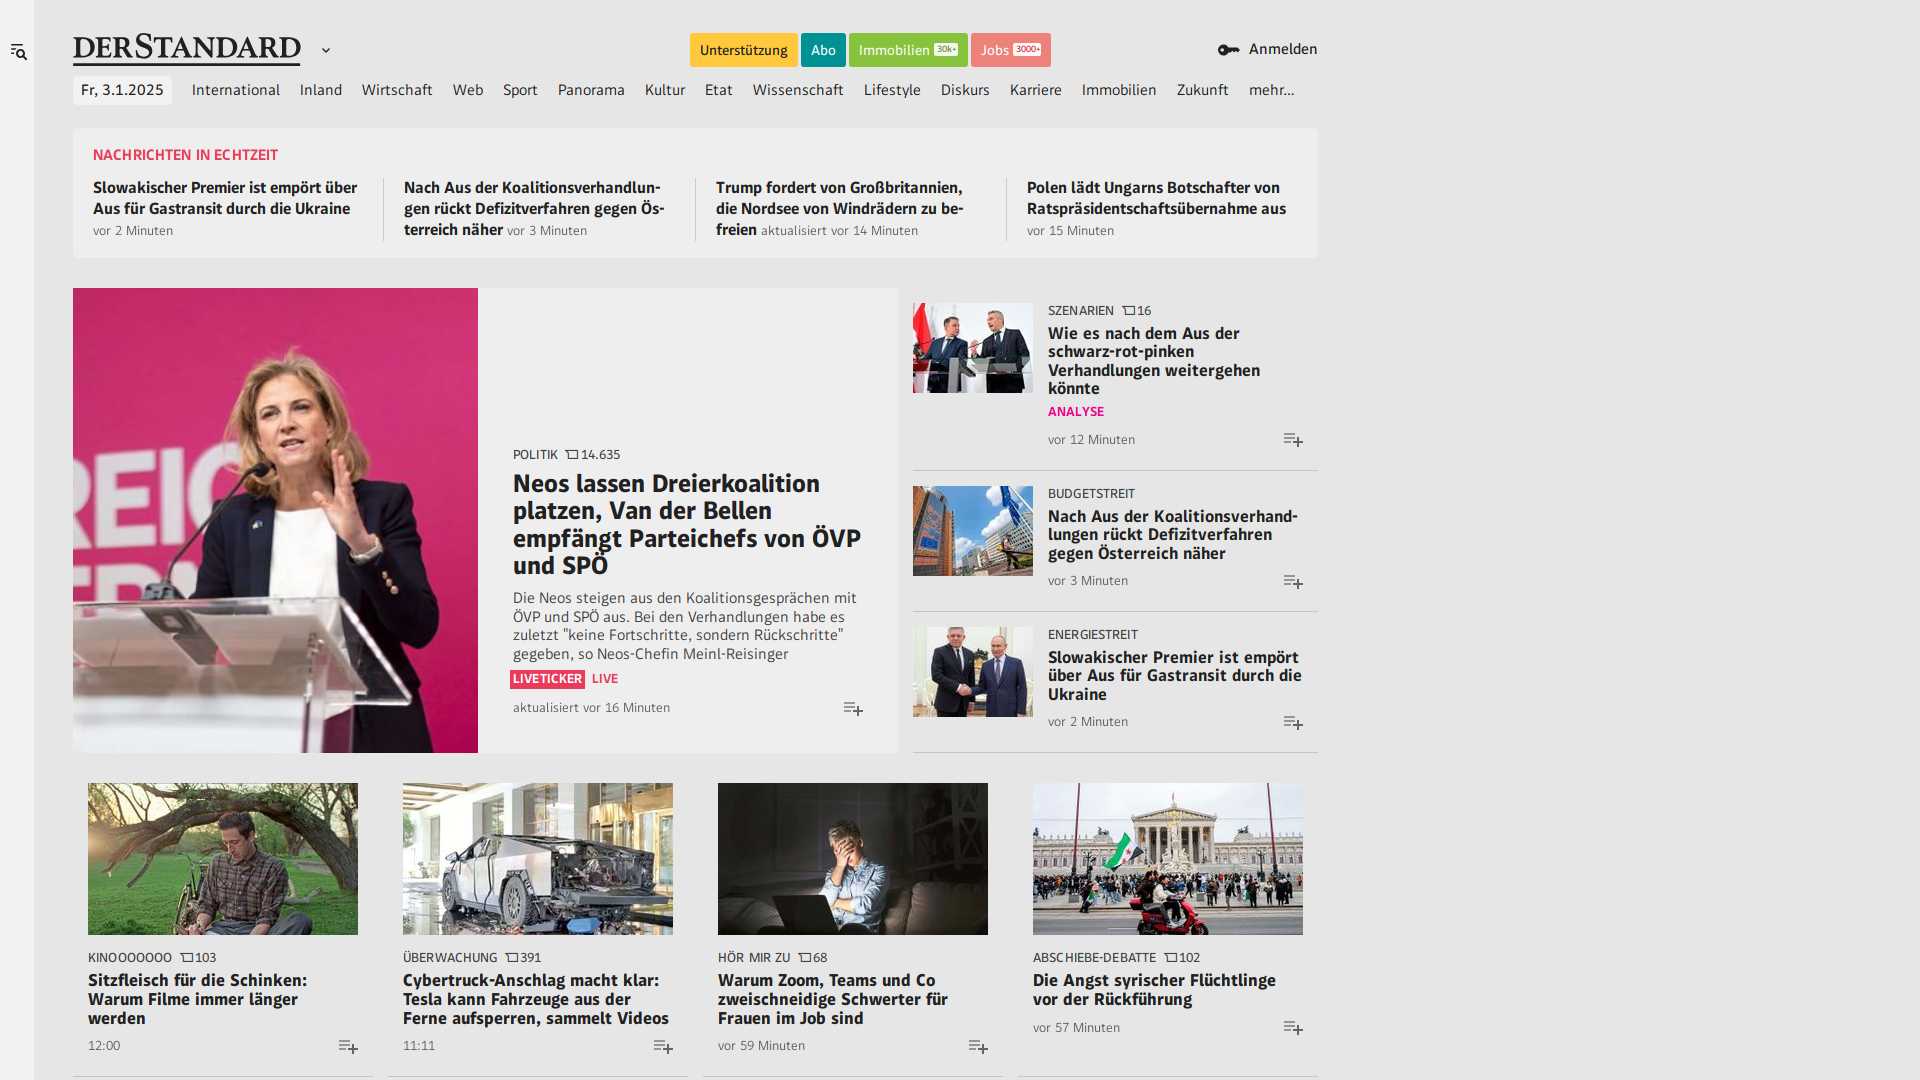 DERSTANDARD
Unterstützung
Abo
Immobilien 30k+
Jobs 3000+
Anmelden
Fr, 3.1.2025
International
Inland
Wirtschaft
Web
Sport
Panorama
Kultur
Etat
Wissenschaft
Lifestyle
Diskurs
Karriere
Immobilien
Zukunft
mehr…
NACHRICHTEN IN ECHTZEIT
Slowakischer Premier ist empört über
Aus für Gastransit durch die Ukraine
vor 2 Minuten
Nach Aus der Koalitionsverhandlun-
gen rückt Defizitverfahren gegen Ös-
terreich näher vor 3 Minuten
Trump fordert von Großbritannien,
die Nordsee von Windrädern zu be-
freien aktualisiert vor 14 Minuten
Polen lädt Ungarns Botschafter von
Ratspräsidentschaftsübernahme aus
vor 15 Minuten
REIC
POLITIK 14.635
Neos lassen Dreierkoalition
platzen, Van der Bellen
empfängt Parteichefs von ÖVP
und SPÖ
Die Neos steigen aus den Koalitionsgesprächen mit
ÖVP und SPÖ aus. Bei den Verhandlungen habe es
zuletzt "keine Fortschritte, sondern Rückschritte"
gegeben, so Neos-Chefin Meinl-Reisinger
LIVETICKER LIVE
aktualisiert vor 16 Minuten
SZENARIEN 16
Wie es nach dem Aus der
schwarz-rot-pinken
Verhandlungen weitergehen
könnte
ANALYSE
vor 12 Minuten
BUDGETSTREIT
Nach Aus der Koalitionsverhand-
lungen rückt Defizitverfahren
gegen Österreich näher
vor 3 Minuten
ENERGIESTREIT
Slowakischer Premier ist empört
über Aus für Gastransit durch die
Ukraine
vor 2 Minuten
KINOOOOOOO 103
Sitzfleisch für die Schinken:
Warum Filme immer länger
werden
12:00
ÜBERWACHUNG 391
Cybertruck-Anschlag macht klar:
Tesla kann Fahrzeuge aus der
Ferne aufsperren, sammelt Videos
11:11
HÖR MIR ZU 68
Warum Zoom, Teams und Co
zweischneidige Schwerter für
Frauen im Job sind
vor 59 Minuten
ABSCHIEBE-DEBATTE 102
Die Angst syrischer Flüchtlinge
vor der Rückführung
vor 57 Minuten